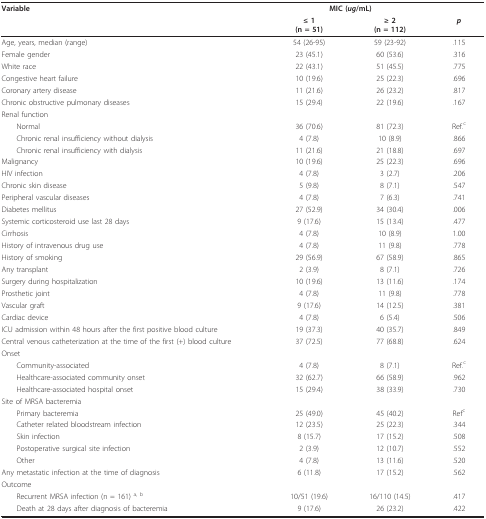 Variable MIC (ug/mL)
≤ 1 ≥ 2 p
(n = 51) (n = 112)
Age, years, median (range) 54 (26-95) 59 (23-92) .115
Female gender 23 (45.1) 60 (53.6) .316
White race 22 (43.1) 51 (45.5) .775
Congestive heart failure 10 (19.6) 25 (22.3) .696
Coronary artery disease 11 (21.6) 26 (23.2) .817
Chronic obstructive pulmonary diseases 15 (29.4) 22 (19.6) .167
Renal function
Normal 36 (70.6) 81 (72.3) Ref.c
Chronic renal insufficiency without dialysis 4 (7.8) 10 (8.9) .866
Chronic renal insufficiency with dialysis 11 (21.6) 21 (18.8) .697
Malignancy 10 (19.6) 25 (22.3) .696
HIV infection 4 (7.8) 3 (2.7) .206
Chronic skin disease 5 (9.8) 8 (7.1) .547
Peripheral vascular diseases 4 (7.8) 7 (6.3) .741
Diabetes mellitus 27 (52.9) 34 (30.4) .006
Systemic corticosteroid use last 28 days 9 (17.6) 15 (13.4) .477
Cirrhosis 4 (7.8) 10 (8.9) 1.00
History of intravenous drug use 4 (7.8) 11 (9.8) .778
History of smoking 29 (56.9) 67 (58.9) .865
Any transplant 2 (3.9) 8 (7.1) .726
Surgery during hospitalization 10 (19.6) 13 (11.6) .174
Prosthetic joint 4 (7.8) 11 (9.8) .778
Vascular graft 9 (17.6) 14 (12.5) .381
Cardiac device 4 (7.8) 6 (5.4) .506
ICU admission within 48 hours after the first positive blood culture 19 (37.3) 40 (35.7) .849
Central venous catheterization at the time of the first (+) blood culture 37 (72.5) 77 (68.8) .624
Onset
Community-associated 4 (7.8) 8 (7.1) Ref.c
Healthcare-associated community onset 32 (62.7) 66 (58.9) .962
Healthcare-associated hospital onset 15 (29.4) 38 (33.9) .730
Site of MRSA bacteremia
Primary bacteremia 25 (49.0) 45 (40.2) Refc
Catheter related bloodstream infection 12 (23.5) 25 (22.3) .344
Skin infection 8 (15.7) 17 (15.2) .508
Postoperative surgical site infection 2 (3.9) 12 (10.7) .552
Other 4 (7.8) 13 (11.6) .520
Any metastatic infection at the time of diagnosis 6 (11.8) 17 (15.2) .562
Outcome
Recurrent MRSA infection (n = 161) a, b 10/51 (19.6) 16/110 (14.5) .417
Death at 28 days after diagnosis of bacteremia 9 (17.6) 26 (23.2) .422